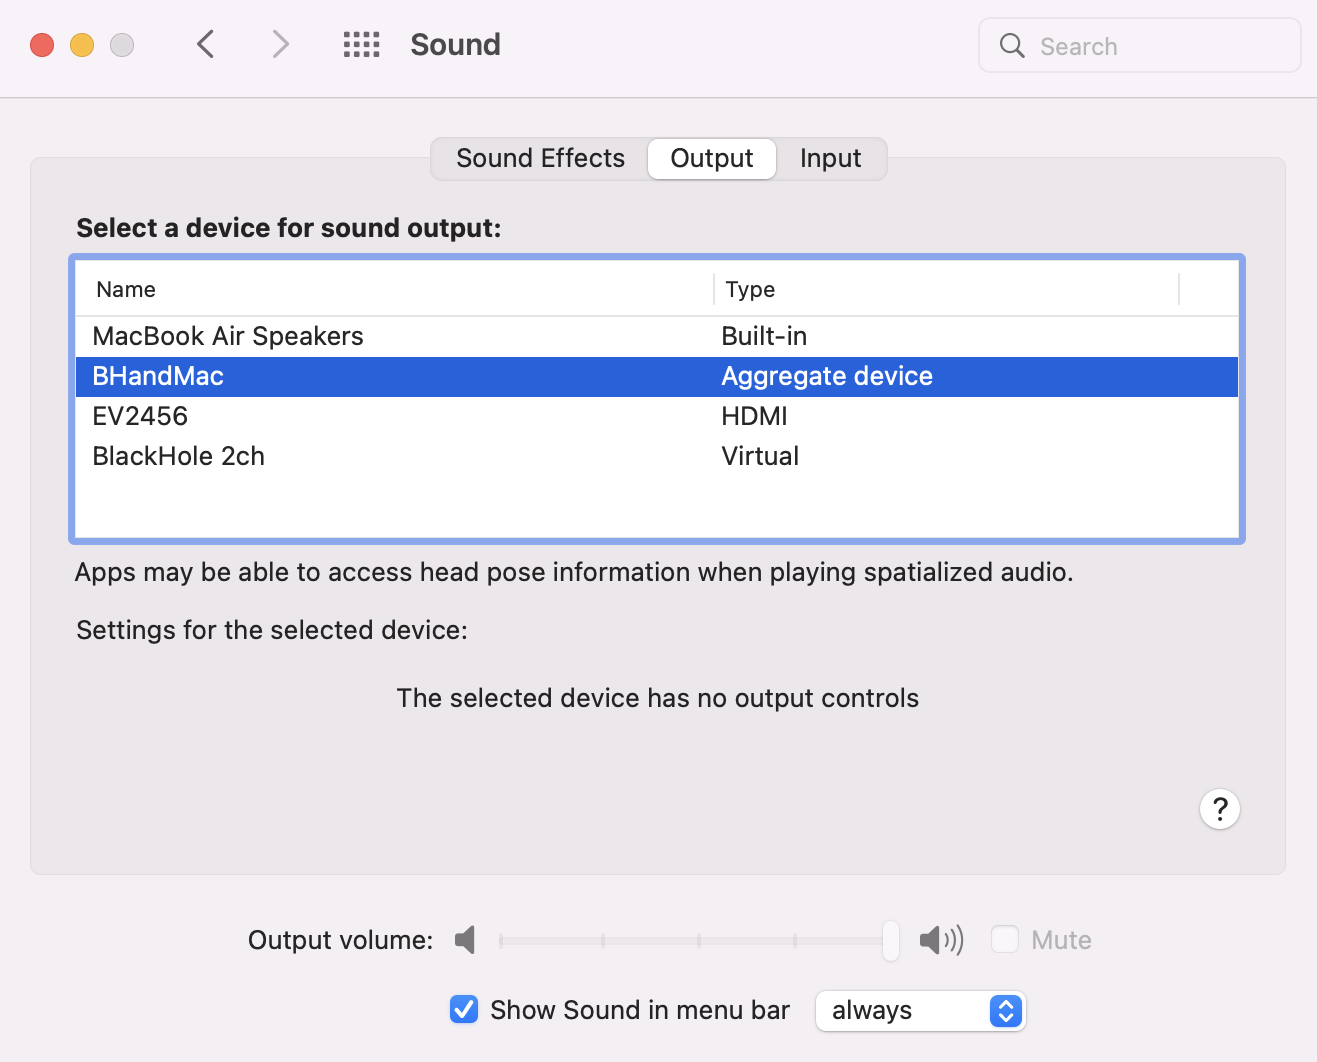 Sound
Search
Sound Effects Output Input
Select a device for sound output:
Name Type
MacBook Air Speakers Built-in
BHandMac Aggregate device
EV2456 HDMI
BlackHole 2ch Virtual
Apps may be able to access head pose information when playing spatialized audio.
Settings for the selected device:
The selected device has no output controls
?
Output volume: Mute
Show Sound in menu bar always